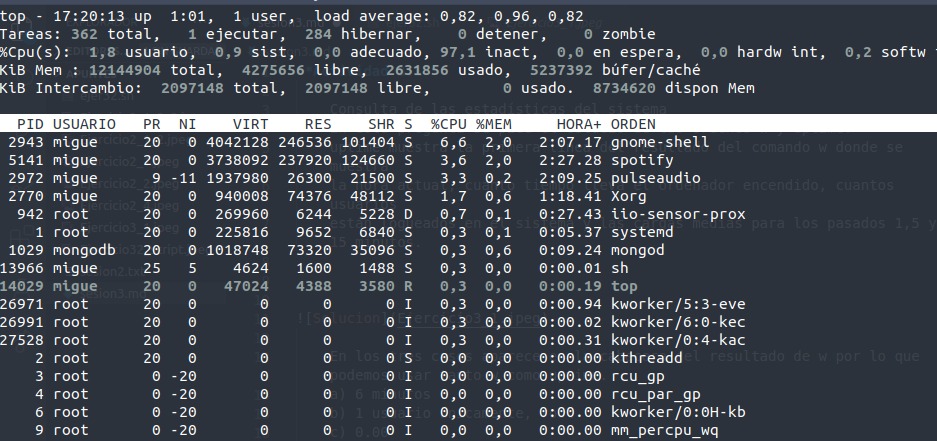 top - 17:20:13 up  1:01,  1 user,  load average: 0,82, 0,96, 0,82
Tareas: 362 total,   1 ejecutar, 284 hibernar,    0 detener,   0 zombie
%Cpu(s):  1,8 usuario,  0,9 sist,  0,0 adecuado, 97,1 inact,  0,0 en espera,  0,0 hardw int,  0,2 softw
KiB Mem : 12144904 total,  4275656 libre,  2631856 usado,  5237392 búfer/caché
KiB Intercambio:  2097148 total,  2097148 libre,        0 usado.  8734620 dispon Mem
Consulta de las estadísticas del sistema
PID USUARIO   PR  NI    VIRT    RES    SHR S  %CPU %MEM     HORA+ ORDEN
2943 migue     20   0 4042128 246536 101404 S   6,6  2,0   2:07.17 gnome-shell
5141 migue     20   0 3738092 237920 124660 S   3,6  2,0   2:27.28 spotify
2972 migue      9 -11 1937980  26300  21500 S   3,3  0,2   2:09.25 pulseaudio
2770 migue     20   0  940008  74376  48112 S   1,7  0,6   1:18.41 Xorg
942 root      20   0  269960   6244   5228 D   0,7  0,1   0:27.43 iio-sensor-prox
1 root      20   0  225816   9652   6840 S   0,3  0,1   0:05.37 systemd
1029 mongodb   20   0 1018748  73320  35096 S   0,3  0,6   0:09.24 mongod
13966 migue     25   5    4624   1600   1488 S   0,3  0,0   0:00.01 sh
14029 migue     20   0   47024   4388   3580 R   0,3  0,0   0:00.19 top
26971 root      20   0       0      0      0 I   0,3  0,0   0:00.94 kworker/5:3-eve
26991 root      20   0       0      0      0 I   0,3  0,0   0:00.02 kworker/6:0-kec
27528 root      20   0       0      0      0 I   0,3  0,0   0:00.31 kworker/0:4-kac
2 root      20   0       0      0      0 S   0,0  0,0   0:00.00 kthreadd
3 root       0 -20       0      0      0 I   0,0  0,0   0:00.00 rcu_gp
4 root       0 -20       0      0      0 I   0,0  0,0   0:00.00 rcu_par_gp
6 root       0 -20       0      0      0 I   0,0  0,0   0:00.00 kworker/0:0H-kb
9 root       0 -20       0      0      0 I   0,0  0,0   0:00.00 mm_percpu_wq